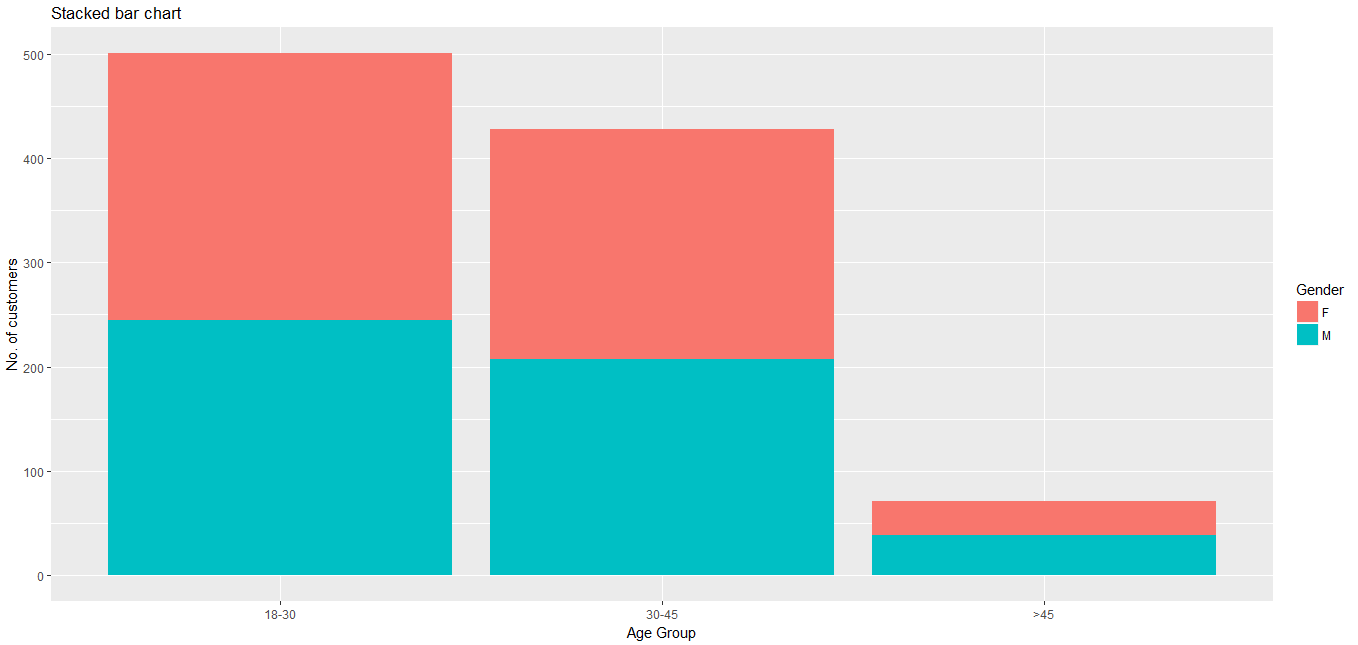 Stacked bar chart
No. of customers
500
400
300
200
100
0
18-30
30-45
>45
Age Group
Gender
F
M